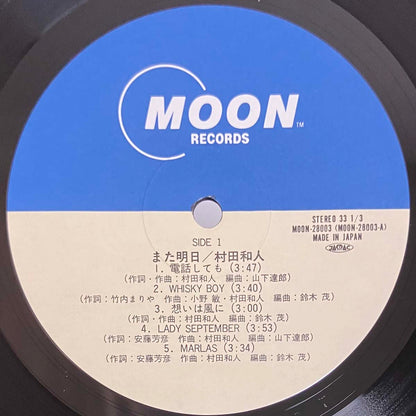 MOON™
RECORDS
STEREO 33 1/3
MOON-28003 (MOON-28003-A)
MADE IN JAPAN
JASRAC
SIDE 1
また明日/村田和人
1. 電話しても (3:47)
(作詞・作曲:村田和人 編曲:山下達郎)
2. WHISKY BOY (3:40)
(作詞:竹内まりや 作曲:小野 敏・村田和人 編曲:鈴木 茂)
3. 想いは風に (3:00)
(作詞・作曲:村田和人 編曲:鈴木 茂)
4. LADY SEPTEMBER (3:53)
(作詞:安藤芳彦 作曲:村田和人 編曲:山下達郎)
5. MARLAS (3:34)
(作詞:安藤芳彦 作曲:村田和人 編曲:鈴木 茂)